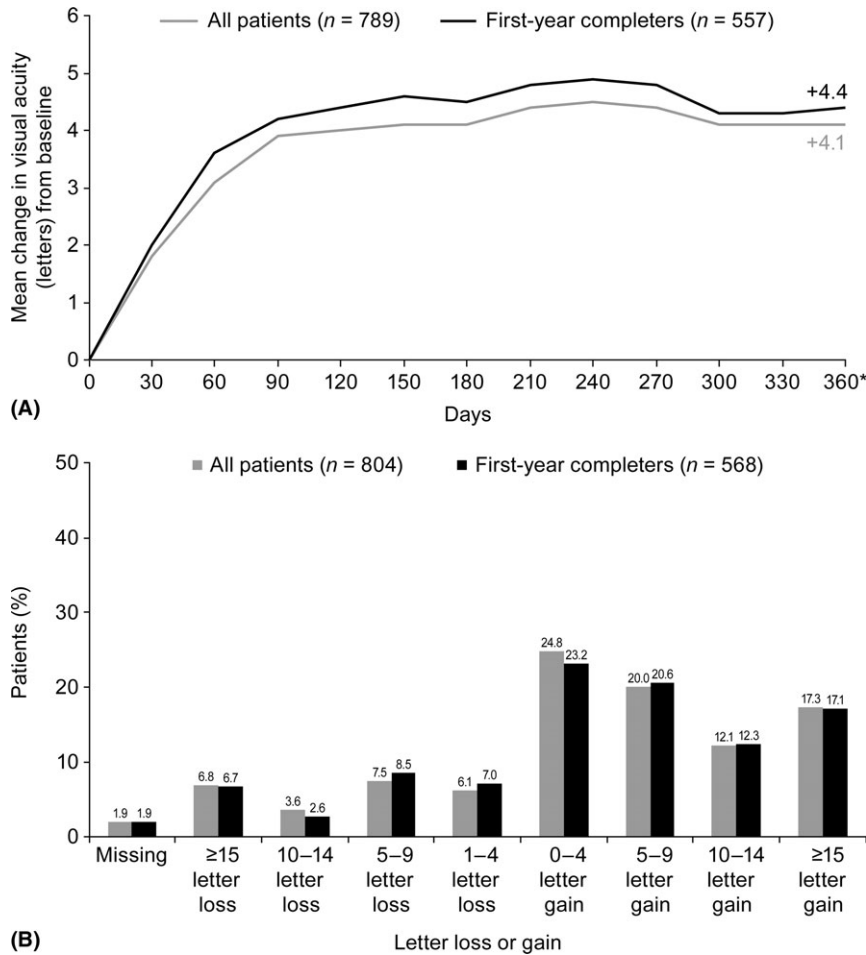 All patients (n = 789) First-year completers (n = 557)
Mean change in visual acuity
(letters) from baseline
6
5
4
3
2
1
0
+4.4
+4.1
0 30 60 90 120 150 180 210 240 270 300 330 360*
Days
(A)
All patients (n = 804) First-year completers (n = 568)
Patients (%)
50
40
30
20
10
0
1.9 1.9 6.8 6.7 3.6 2.6 7.5 8.5 6.1 7.0 24.8 23.2 20.0 20.6 12.1 12.3 17.3 17.1
Missing ≥15 10–14 5–9 1–4 0–4 5–9 10–14 ≥15
letter letter letter letter letter letter letter letter
loss loss loss loss gain gain gain gain
Letter loss or gain
(B)